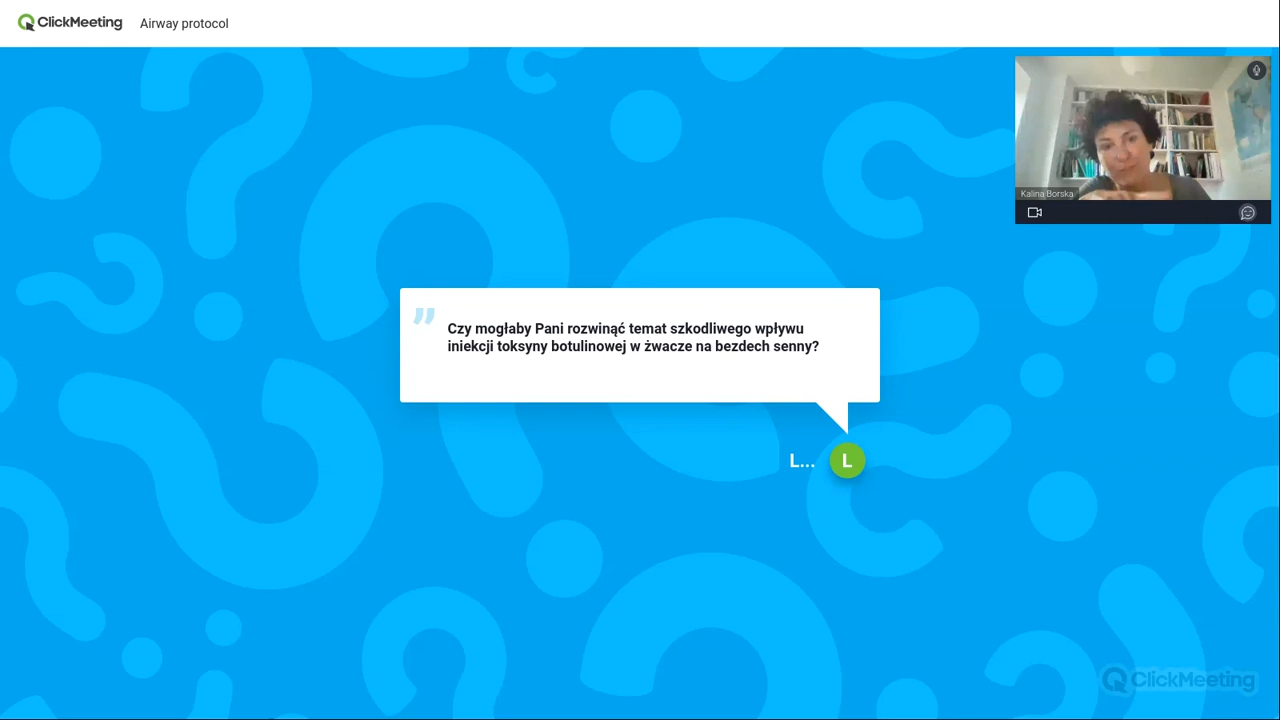 ClickMeeting Airway protocol
Kalina Borska
”
Czy mogłaby Pani rozwinąć temat szkodliwego wpływu
iniekcji toksyny botulinowej w żwacze na bezdech senny?
L... L
ClickMeeting